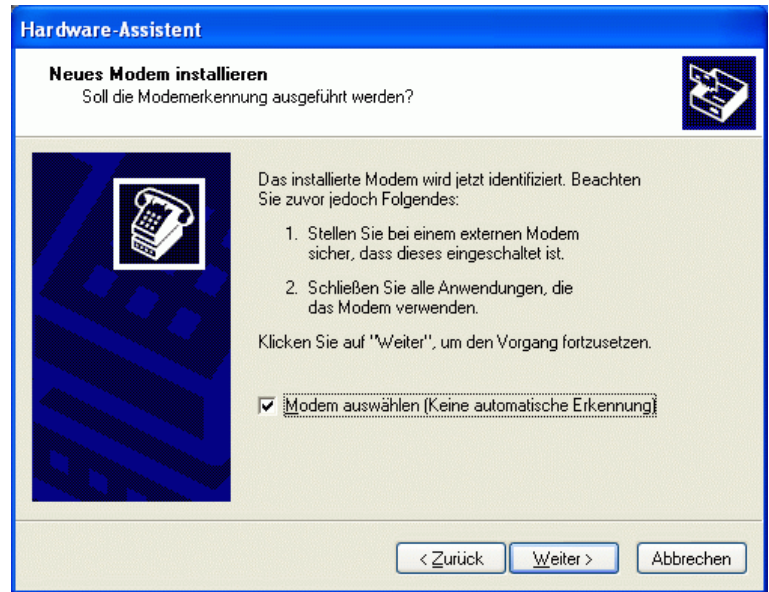 Hardware-Assistent
Neues Modem installieren
Soll die Modemerkennung ausgeführt werden?
Das installierte Modem wird jetzt identifiziert. Beachten
Sie zuvor jedoch Folgendes:
1. Stellen Sie bei einem externen Modem
sicher, dass dieses eingeschaltet ist.
2. Schließen Sie alle Anwendungen, die
das Modem verwenden.
Klicken Sie auf "Weiter", um den Vorgang fortzusetzen.
Modem auswählen (Keine automatische Erkennung)
< Zurück Weiter > Abbrechen